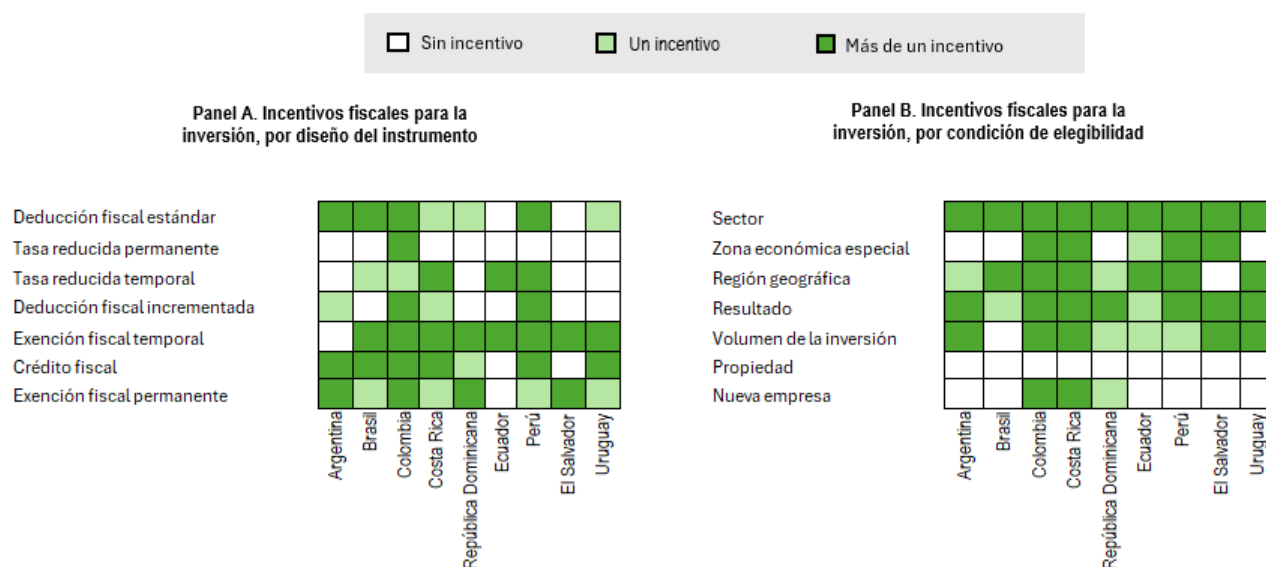 Sin incentivo
Un incentivo
Más de un incentivo
Panel A. Incentivos fiscales para la
inversión, por diseño del instrumento
Deducción fiscal estándar
Tasa reducida permanente
Tasa reducida temporal
Deducción fiscal incrementada
Exención fiscal temporal
Crédito fiscal
Exención fiscal permanente
Argentina
Brasil
Colombia
Costa Rica
República Dominicana
Ecuador
Perú
El Salvador
Uruguay
Panel B. Incentivos fiscales para la
inversión, por condición de elegibilidad
Sector
Zona económica especial
Región geográfica
Resultado
Volumen de la inversión
Propiedad
Nueva empresa
Argentina
Brasil
Colombia
Costa Rica
República Dominicana
Ecuador
Perú
El Salvador
Uruguay